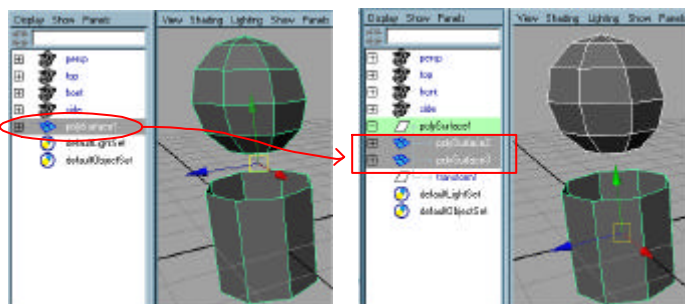 Display Show Panels
View Shading Lighting Show Panels
persp
top
front
side
polySurface1
defaultLightSet
defaultObjectSet
Display Show Panels
View Shading Lighting Show Panels
persp
top
front
side
polySurface1
polySurface2
polySurface3
transform1
defaultLightSet
defaultObjectSet